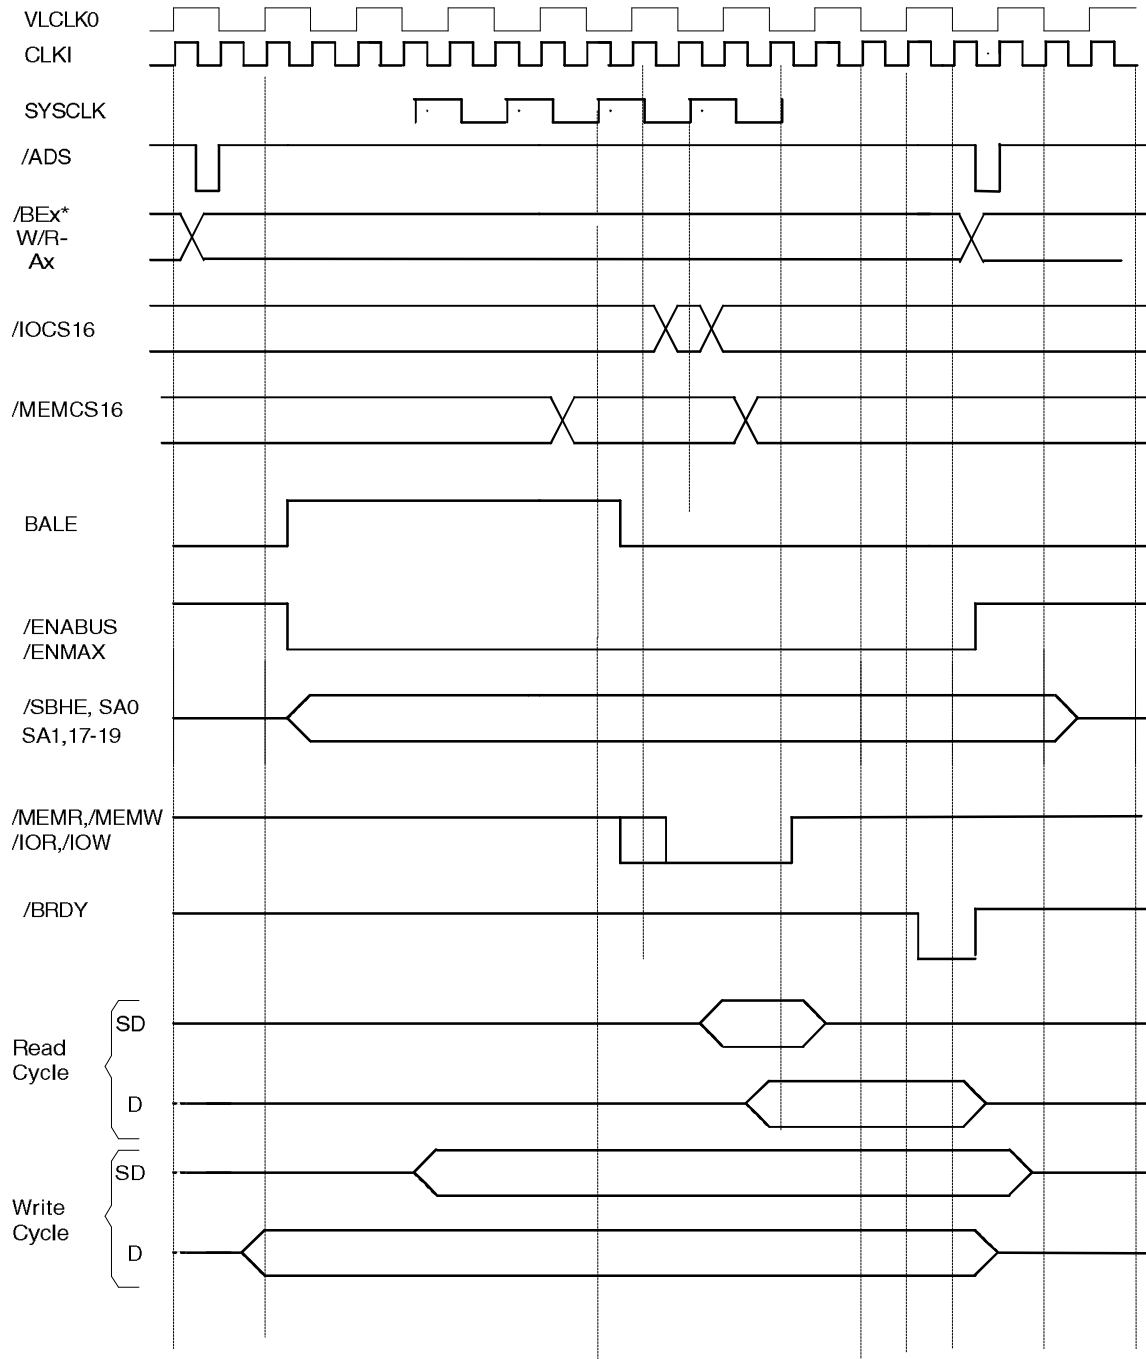 VLCLK0
CLKI
SYSCLK
/ADS
/BEx*
W/R-
Ax
/IOCS16
/MEMCS16
BALE
/ENABUS
/ENMAX
/SBHE, SA0
SA1,17-19
/MEMR,/MEMW
/IOR,/IOW
/BRDY
SD
Read
Cycle
D
SD
Write
Cycle
D